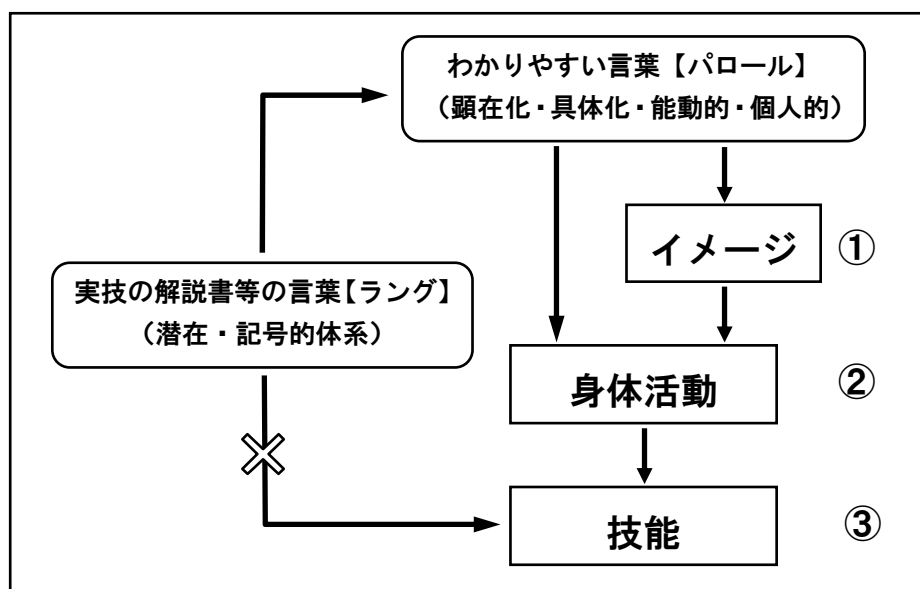 わかりやすい言葉【パロール】
（顕在化・具体化・能動的・個人的）
イメージ
①
実技の解説書等の言葉【ラング】
（潜在・記号的体系）
身体活動
②
技能
③